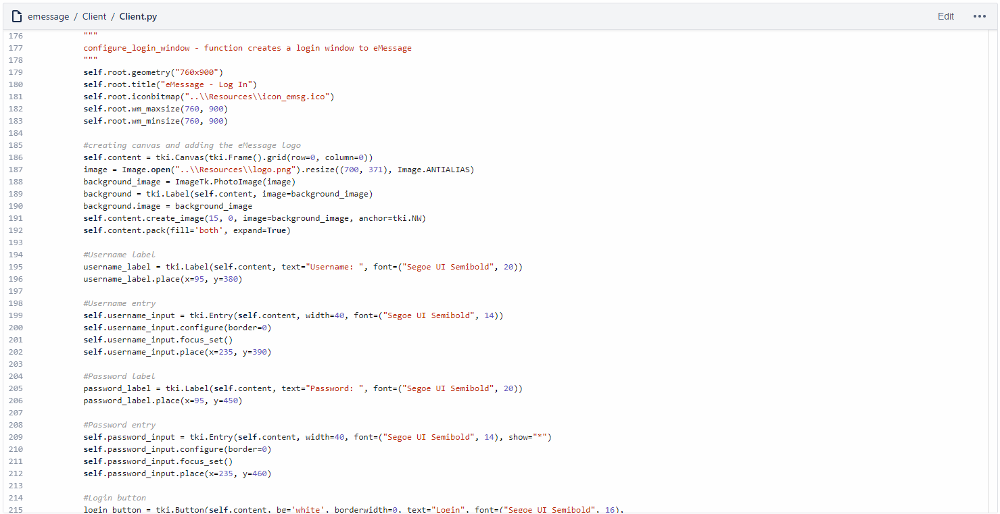 emessage / Client / Client.py Edit •••
176 """
177 configure_login_window - function creates a login window to eMessage
178 """
179 self.root.geometry("760x900")
180 self.root.title("eMessage - Log In")
181 self.root.iconbitmap("..\\Resources\\icon_emsg.ico")
182 self.root.wm_maxsize(760, 900)
183 self.root.wm_minsize(760, 900)
184
185 #creating canvas and adding the eMessage logo
186 self.content = tki.Canvas(tki.Frame().grid(row=0, column=0))
187 image = Image.open("..\\Resources\\logo.png").resize((700, 371), Image.ANTIALIAS)
188 background_image = ImageTk.PhotoImage(image)
189 background = tki.Label(self.content, image=background_image)
190 background.image = background_image
191 self.content.create_image(15, 0, image=background_image, anchor=tki.NW)
192 self.content.pack(fill='both', expand=True)
193
194 #Username label
195 username_label = tki.Label(self.content, text="Username: ", font=("Segoe UI Semibold", 20))
196 username_label.place(x=95, y=380)
197
198 #Username entry
199 self.username_input = tki.Entry(self.content, width=40, font=("Segoe UI Semibold", 14))
200 self.username_input.configure(border=0)
201 self.username_input.focus_set()
202 self.username_input.place(x=235, y=390)
203
204 #Password label
205 password_label = tki.Label(self.content, text="Password: ", font=("Segoe UI Semibold", 20))
206 password_label.place(x=95, y=450)
207
208 #Password entry
209 self.password_input = tki.Entry(self.content, width=40, font=("Segoe UI Semibold", 14), show="*")
210 self.password_input.configure(border=0)
211 self.password_input.focus_set()
212 self.password_input.place(x=235, y=460)
213
214 #Login button
215 login_button = tki.Button(self.content, bg='white', borderwidth=0, text="Login", font=("Segoe UI Semibold", 16),